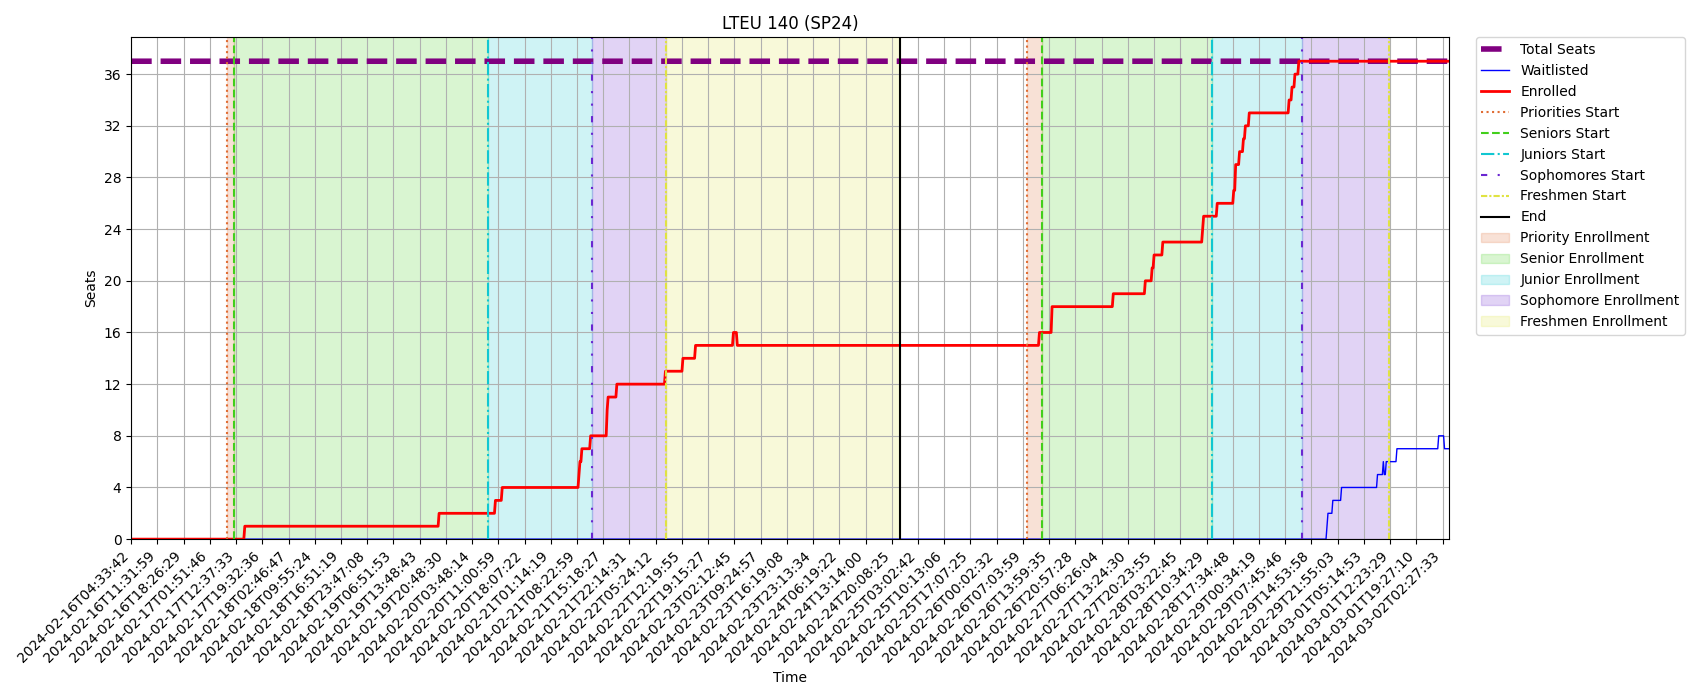 LTEU 140 (SP24)
Seats
36
32
28
24
20
16
12
8
4
0
2024-02-16T04:33:42
2024-02-16T11:31:59
2024-02-16T18:26:29
2024-02-17T01:51:46
2024-02-17T12:37:33
2024-02-17T19:32:36
2024-02-18T02:46:47
2024-02-18T09:55:24
2024-02-18T16:51:19
2024-02-18T23:47:08
2024-02-19T06:51:53
2024-02-19T13:48:43
2024-02-19T20:48:30
2024-02-20T03:48:14
2024-02-20T11:00:59
2024-02-20T18:07:22
2024-02-21T01:14:19
2024-02-21T08:22:59
2024-02-21T15:18:27
2024-02-21T22:14:31
2024-02-22T05:24:12
2024-02-22T12:19:55
2024-02-22T19:15:27
2024-02-23T02:12:45
2024-02-23T09:24:57
2024-02-23T16:19:08
2024-02-23T23:13:34
2024-02-24T06:19:22
2024-02-24T13:14:00
2024-02-24T20:08:25
2024-02-25T03:02:42
2024-02-25T10:13:06
2024-02-25T17:07:25
2024-02-26T00:02:32
2024-02-26T07:03:59
2024-02-26T13:59:35
2024-02-26T20:57:28
2024-02-27T06:26:04
2024-02-27T13:24:30
2024-02-27T20:23:55
2024-02-28T03:22:45
2024-02-28T10:34:29
2024-02-28T17:34:48
2024-02-29T00:34:19
2024-02-29T07:45:46
2024-02-29T14:53:58
2024-02-29T21:55:03
2024-03-01T05:14:53
2024-03-01T12:23:29
2024-03-01T19:27:10
2024-03-02T02:27:33
Time
Total Seats
Waitlisted
Enrolled
Priorities Start
Seniors Start
Juniors Start
Sophomores Start
Freshmen Start
End
Priority Enrollment
Senior Enrollment
Junior Enrollment
Sophomore Enrollment
Freshmen Enrollment